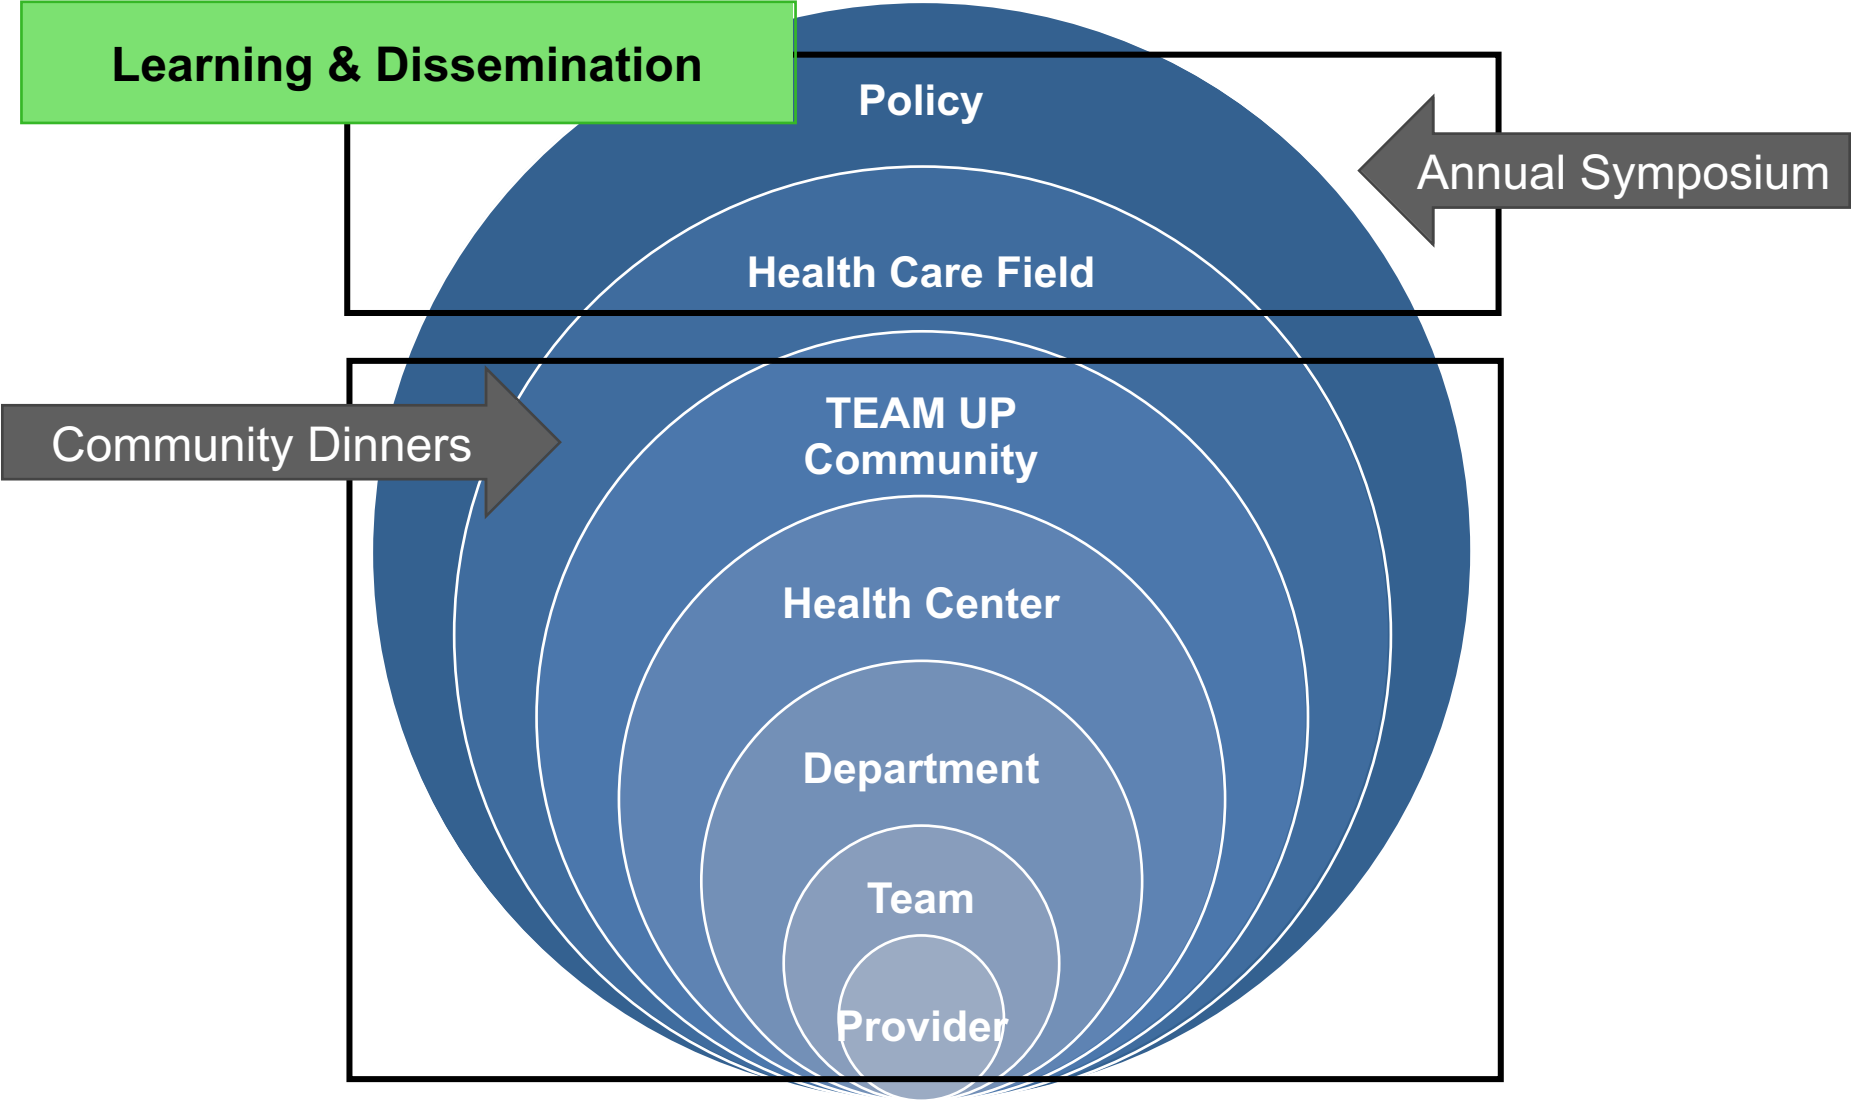 Learning & Dissemination
Policy
Annual Symposium
Health Care Field
TEAM UP
Community
Community Dinners
Health Center
Department
Team
Provider